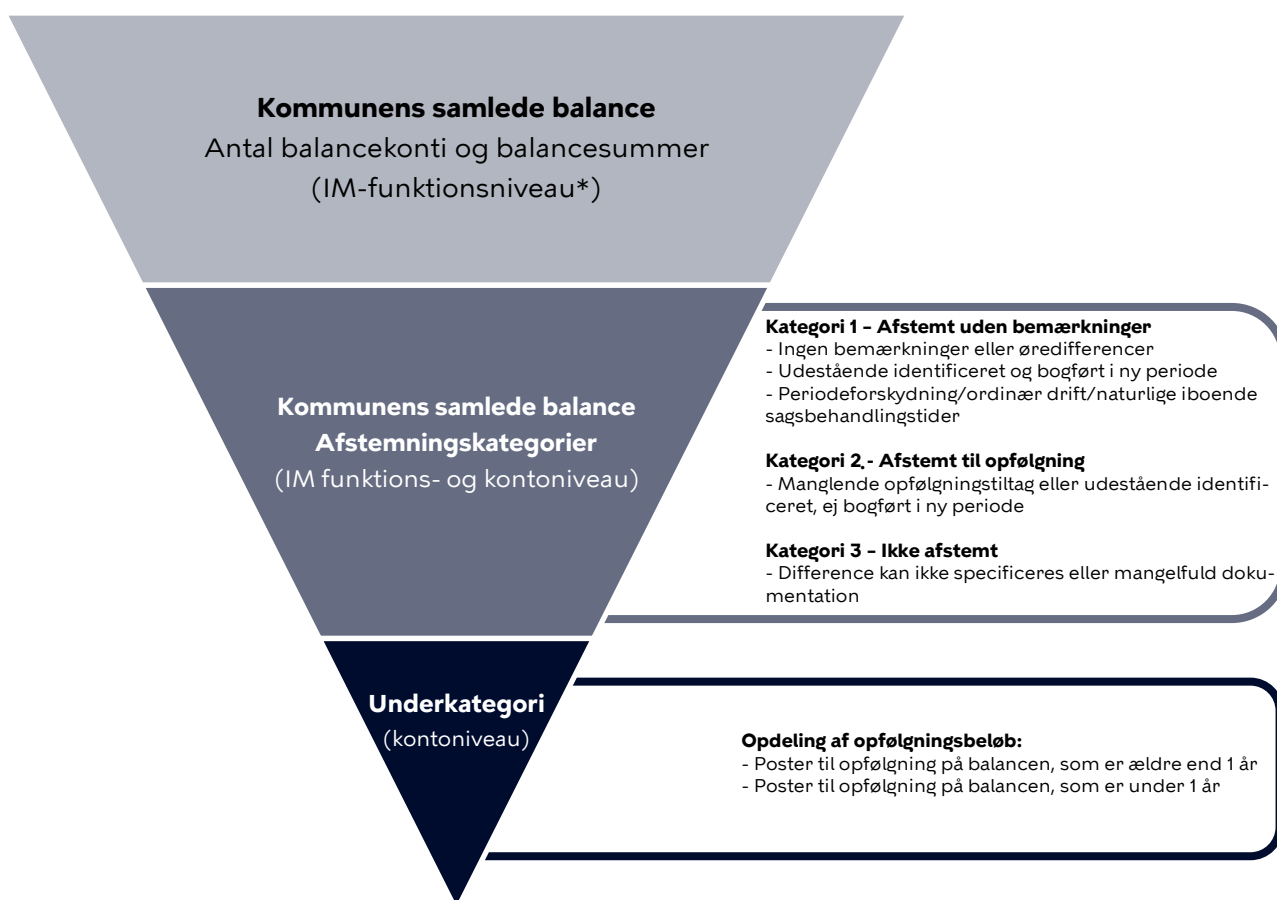 Kommunens samlede balance
Antal balancekonti og balancesummer
(IM-funktionsniveau*)
Kommunens samlede balance
Afstemningskategorier
(IM funktions- og kontoniveau)
Kategori 1 – Afstemt uden bemærkninger
- Ingen bemærkninger eller øredifferencer
- Udestående identificeret og bogført i ny periode
- Periodeforskydning/ordinær drift/naturlige iboende
sagsbehandlingstider
Kategori 2 - Afstemt til opfølgning
- Manglende opfølgningstiltag eller udestående identifi-
ceret, ej bogført i ny periode
Kategori 3 – Ikke afstemt
- Difference kan ikke specificeres eller mangelfuld doku-
mentation
Underkategori
(kontoniveau)
Opdeling af opfølgningsbeløb:
- Poster til opfølgning på balancen, som er ældre end 1 år
- Poster til opfølgning på balancen, som er under 1 år